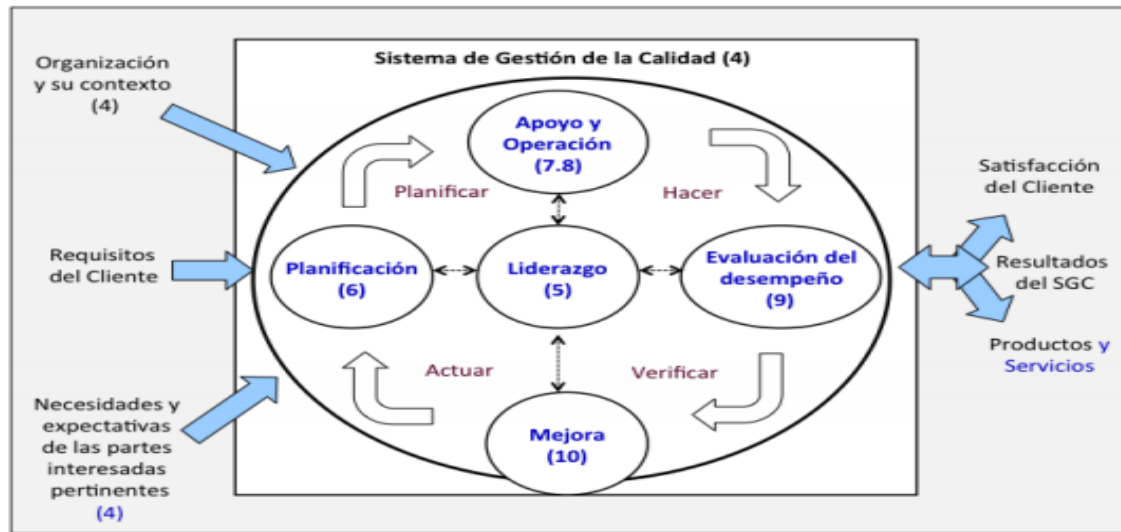 Sistema de Gestión de la Calidad (4)
Organización
y su contexto
(4)
Requisitos
del Cliente
Necesidades y
expectativas
de las partes
interesadas
pertinentes
(4)
Apoyo y
Operación
(7.8)
Planificar
Hacer
Planificación
(6)
Liderazgo
(5)
Evaluación del
desempeño
(9)
Actuar
Verificar
Mejora
(10)
Satisfacción
del Cliente
Resultados
del SGC
Productos y
Servicios